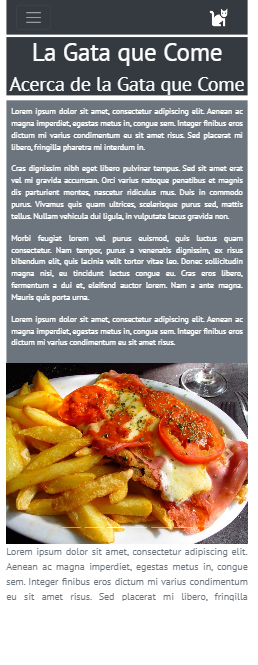 La Gata que Come
Acerca de la Gata que Come
Lorem ipsum dolor sit amet, consectetur adipiscing elit. Aenean ac
magna imperdiet, egestas metus in, congue sem. Integer finibus eros
dictum mi varius condimentum eu sit amet risus. Sed placerat mi
libero, fringilla pharetra mi interdum in.
Cras dignissim nibh eget libero pulvinar tempus. Sed sit amet erat
vel mi gravida accumsan. Orci varius natoque penatibus et magnis
dis parturient montes, nascetur ridiculus mus. Duis in commodo
purus. Vivamus quis quam ultrices, scelerisque purus sed, mattis
tellus. Nullam vehicula dui ligula, in vulputate lacus gravida non.
Morbi feugiat lorem vel purus euismod, quis luctus quam
consectetur. Nam tempor, purus a venenatis dignissim, ex risus
bibendum elit, quis lacinia velit tortor vitae leo. Donec sollicitudin
magna nisi, eu tincidunt lectus congue eu. Cras eros libero,
fermentum a dui et, eleifend auctor lorem. Nam a ante magna.
Mauris quis porta urna.
Lorem ipsum dolor sit amet, consectetur adipiscing elit. Aenean ac
magna imperdiet, egestas metus in, congue sem. Integer finibus eros
dictum mi varius condimentum eu sit amet risus.
Lorem ipsum dolor sit amet, consectetur adipiscing elit.
Aenean ac magna imperdiet, egestas metus in, congue
sem. Integer finibus eros dictum mi varius condimentum
eu sit amet risus. Sed placerat mi libero, fringilla